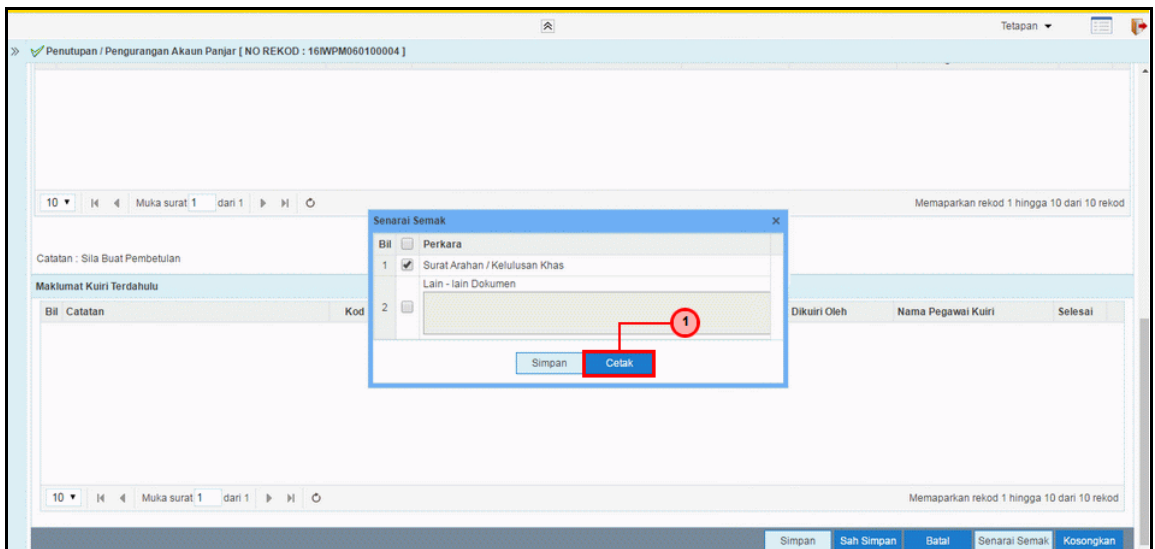 Tetapan
Penutupan / Pengurangan Akaun Panjar [ NO REKOD : 16IWPM060100004 ]
10 Muka surat 1 dari 1 Memaparkan rekod 1 hingga 10 dari 10 rekod
Senarai Semak
Bil Perkara
1 Surat Arahan / Kelulusan Khas
2 Lain - lain Dokumen
1
Simpan Cetak
Catatan : Sila Buat Pembetulan
Maklumat Kuiri Terdahulu
Bil Catatan Kod Dikuiri Oleh Nama Pegawai Kuiri Selesai
10 Muka surat 1 dari 1 Memaparkan rekod 1 hingga 10 dari 10 rekod
Simpan Sah Simpan Batal Senarai Semak Kosongkan